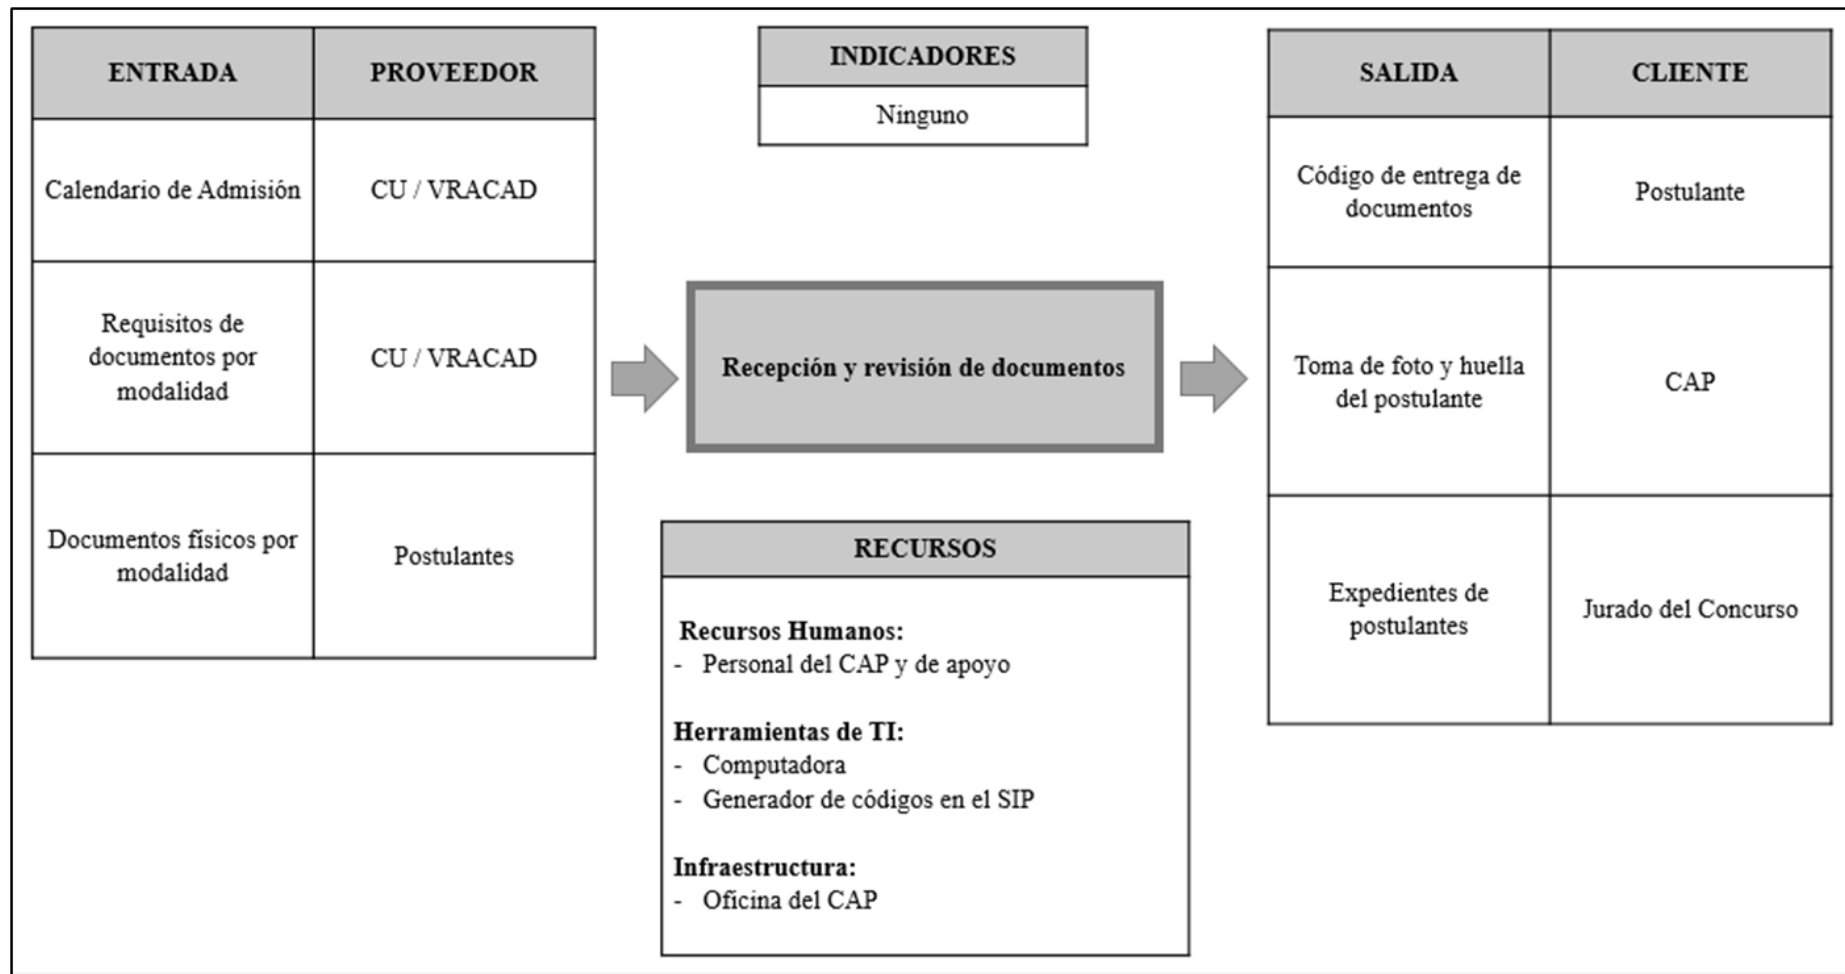 ENTRADA
PROVEEDOR
Calendario de Admisión
CU / VRACAD
Requisitos de
documentos por
modalidad
CU / VRACAD
Documentos físicos por
modalidad
Postulantes
INDICADORES
Ninguno
Recepción y revisión de documentos
RECURSOS
Recursos Humanos:
- Personal del CAP y de apoyo
Herramientas de TI:
- Computadora
- Generador de códigos en el SIP
Infraestructura:
- Oficina del CAP
SALIDA
CLIENTE
Código de entrega de
documentos
Postulante
Toma de foto y huella
del postulante
CAP
Expedientes de
postulantes
Jurado del Concurso